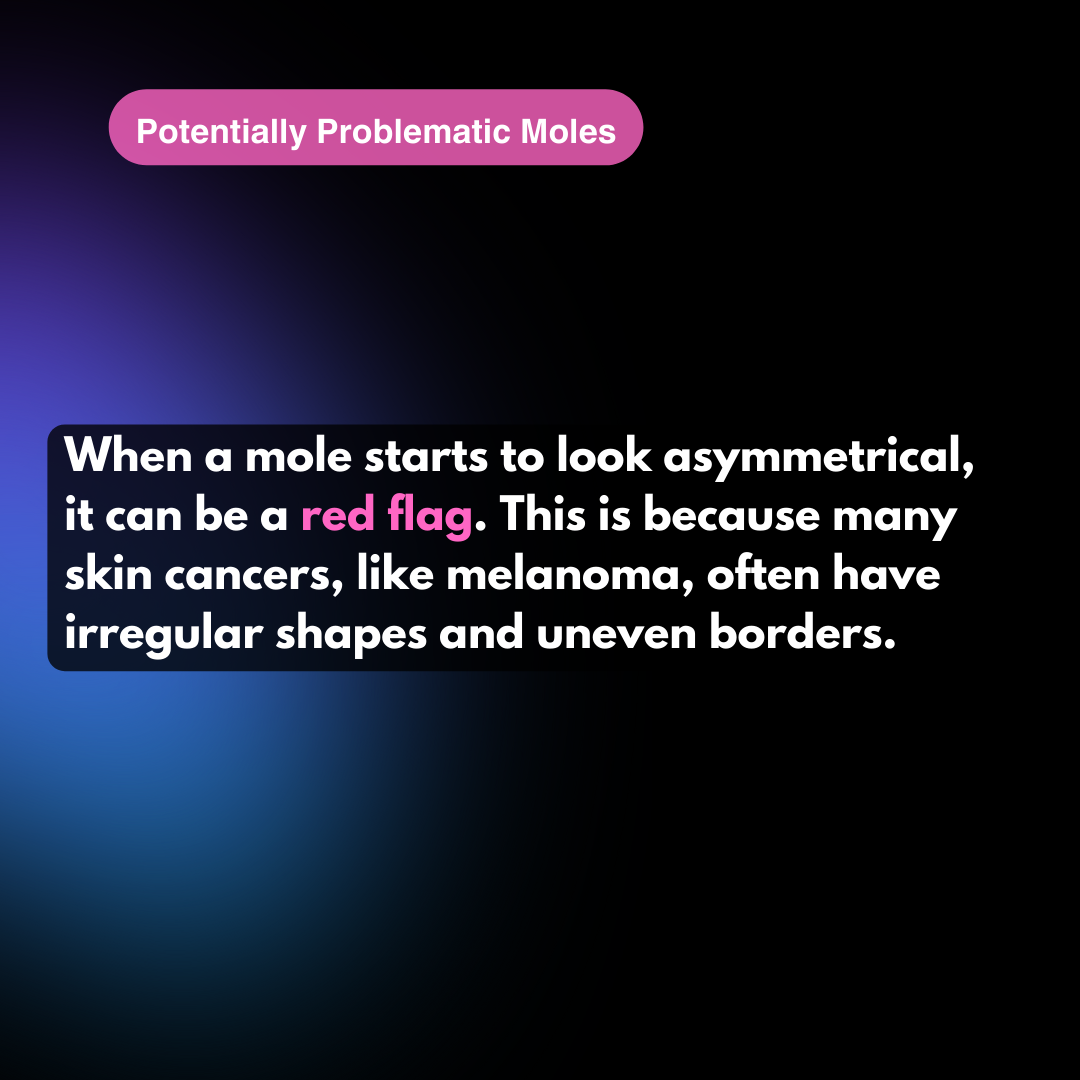 Potentially Problematic Moles
When a mole starts to look asymmetrical,
it can be a red flag. This is because many
skin cancers, like melanoma, often have
irregular shapes and uneven borders.